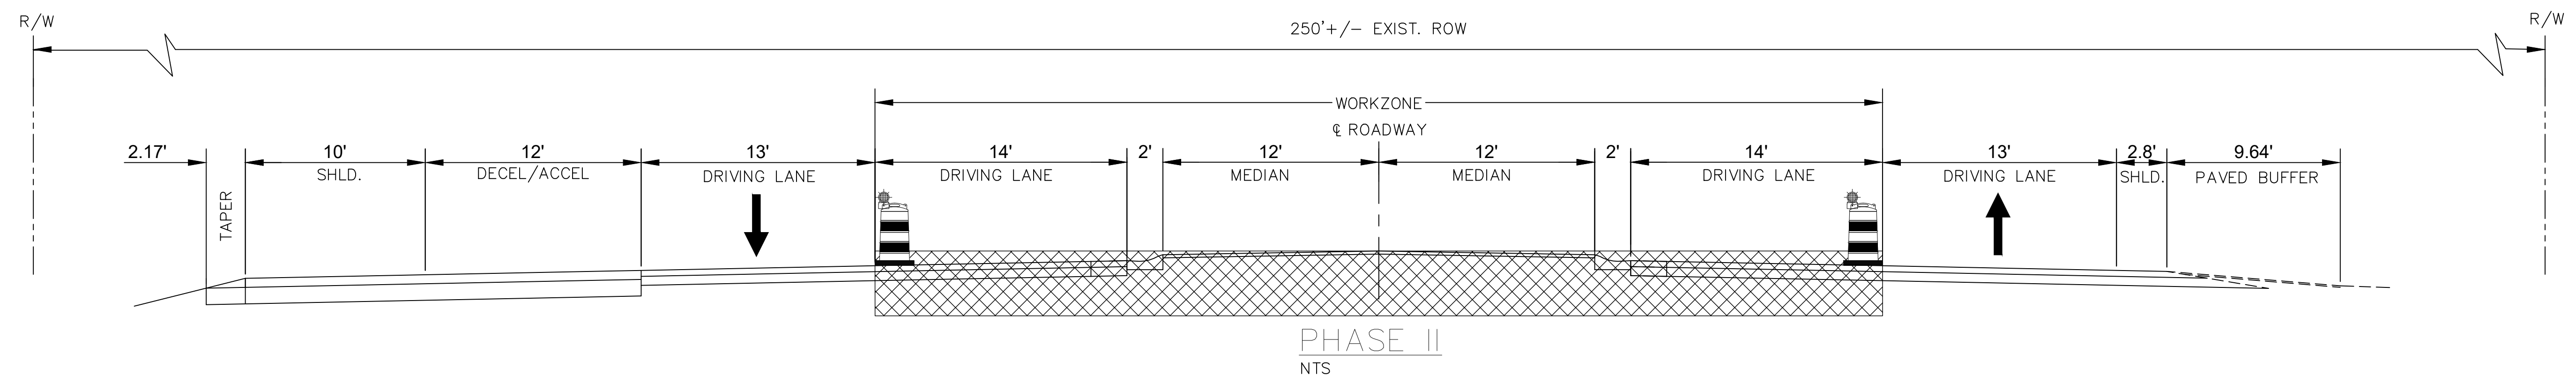 R/W
R/W
250'+/- EXIST. ROW
WORKZONE
℄ ROADWAY
2.17' 10' 12' 13' 14' 2' 12' 12' 2' 14' 13' 2.8' 9.64'
TAPER SHLD. DECEL/ACCEL DRIVING LANE DRIVING LANE MEDIAN MEDIAN DRIVING LANE DRIVING LANE SHLD. PAVED BUFFER
PHASE II
NTS